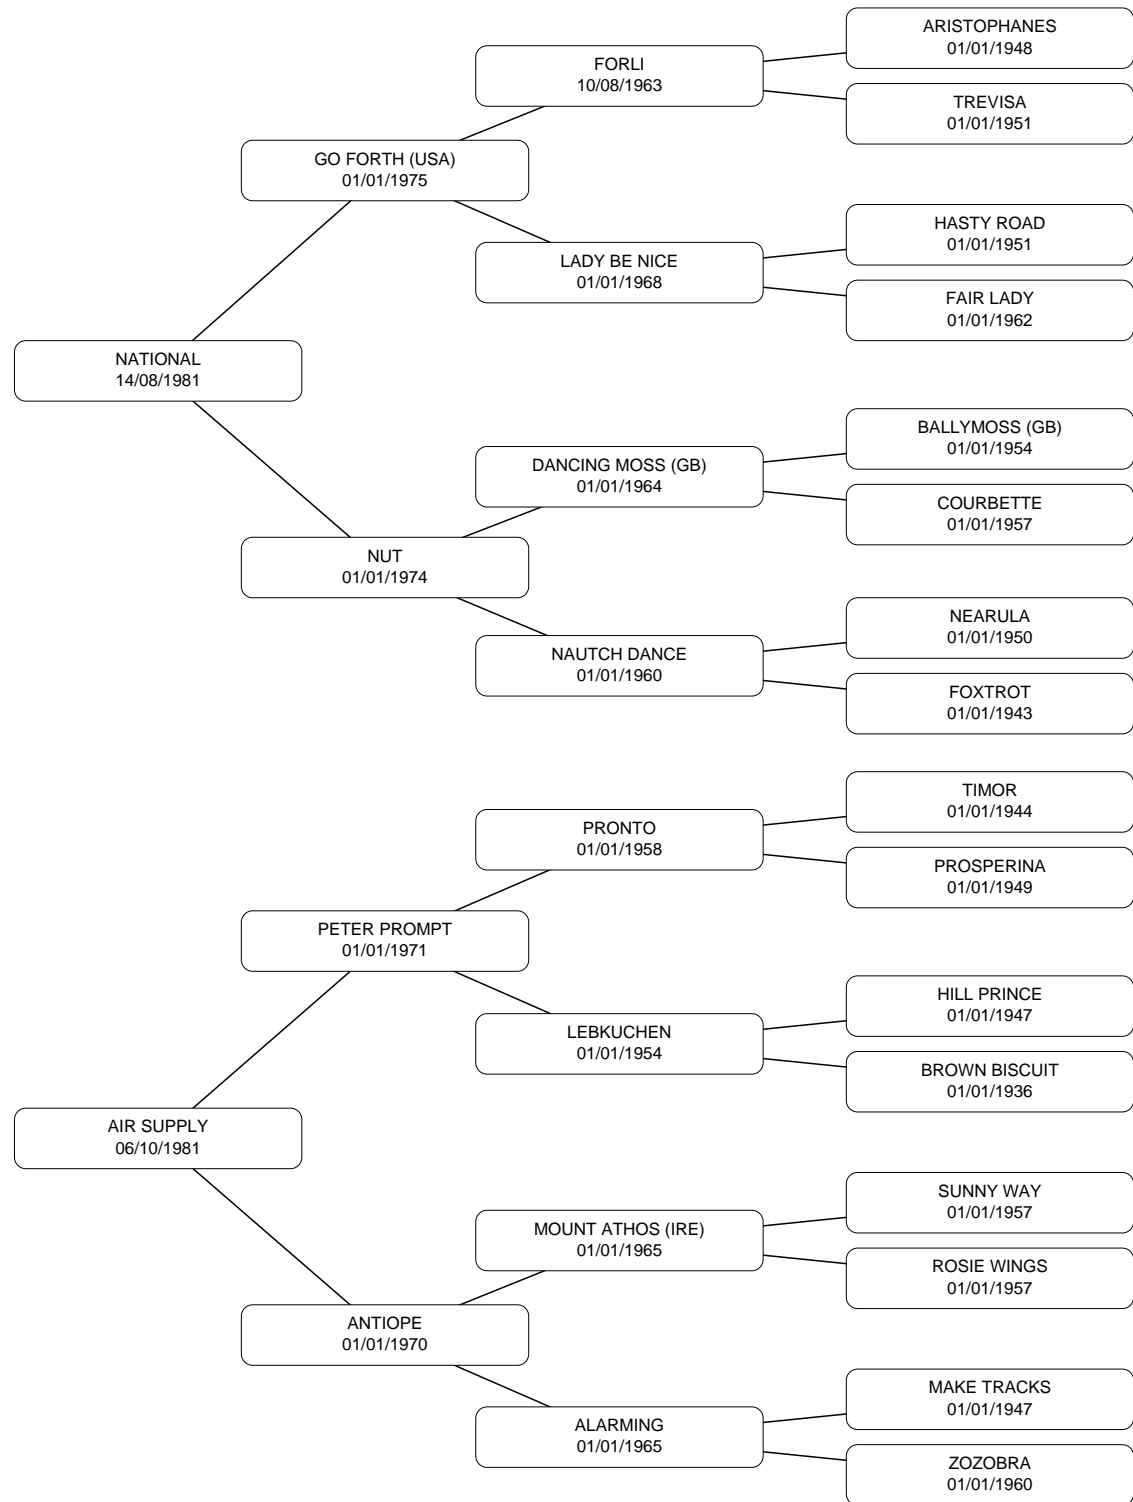 ARISTOPHANES
01/01/1948
FORLI
10/08/1963
TREVISA
01/01/1951
GO FORTH (USA)
01/01/1975
HASTY ROAD
01/01/1951
LADY BE NICE
01/01/1968
FAIR LADY
01/01/1962
NATIONAL
14/08/1981
BALLYMOSS (GB)
01/01/1954
DANCING MOSS (GB)
01/01/1964
COURBETTE
01/01/1957
NUT
01/01/1974
NEARULA
01/01/1950
NAUTCH DANCE
01/01/1960
FOXTROT
01/01/1943
TIMOR
01/01/1944
PRONTO
01/01/1958
PROSPERINA
01/01/1949
PETER PROMPT
01/01/1971
HILL PRINCE
01/01/1947
LEBKUCHEN
01/01/1954
BROWN BISCUIT
01/01/1936
AIR SUPPLY
06/10/1981
SUNNY WAY
01/01/1957
MOUNT ATHOS (IRE)
01/01/1965
ROSIE WINGS
01/01/1957
ANTIOPE
01/01/1970
MAKE TRACKS
01/01/1947
ALARMING
01/01/1965
ZOZOBRA
01/01/1960